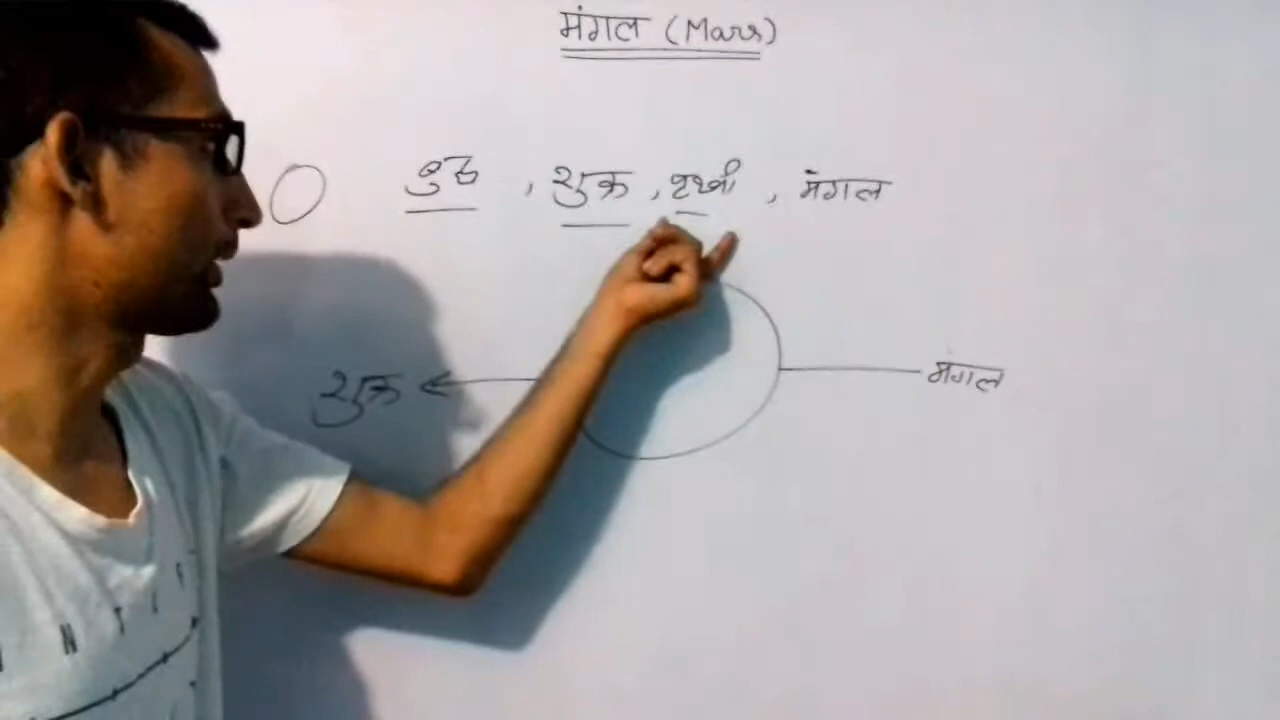 मंगल (Mars)
बुद्ध , शुक्र , पृथ्वी , मंगल
शुक्र
मंगल